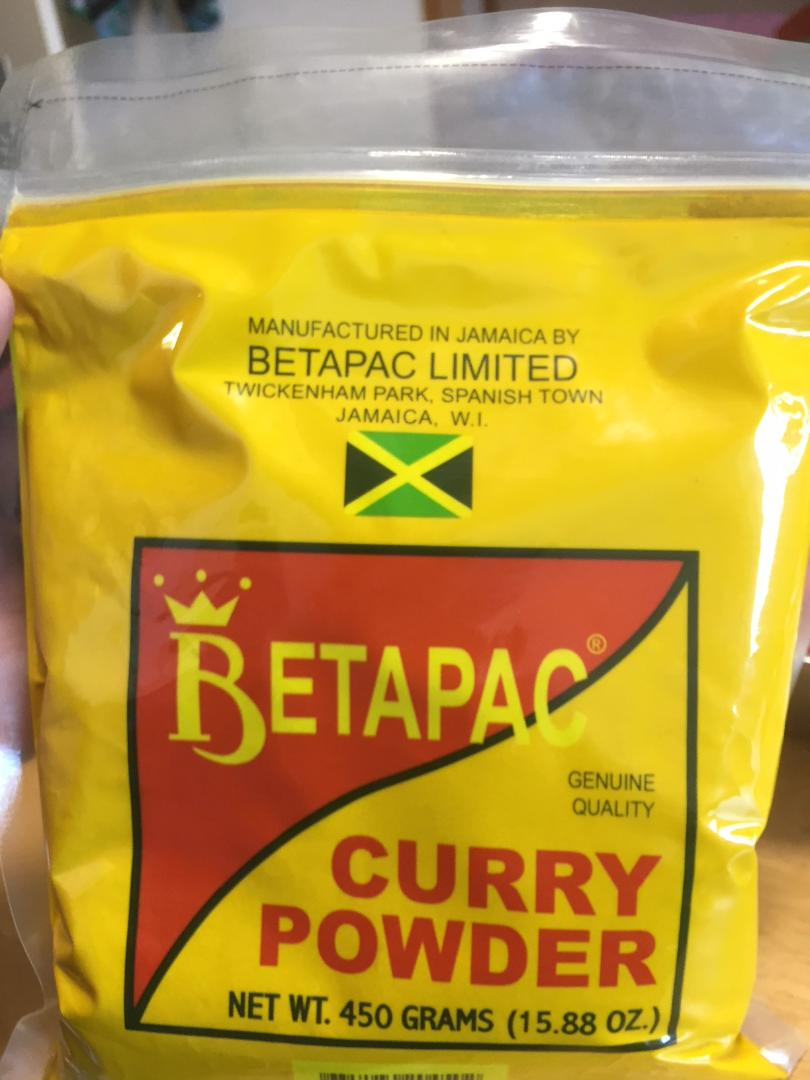 MANUFACTURED IN JAMAICA BY
BETAPAC LIMITED
TWICKENHAM PARK, SPANISH TOWN
JAMAICA, W.I.
BETAPAC®
GENUINE
QUALITY
CURRY
POWDER
NET WT. 450 GRAMS (15.88 OZ.)